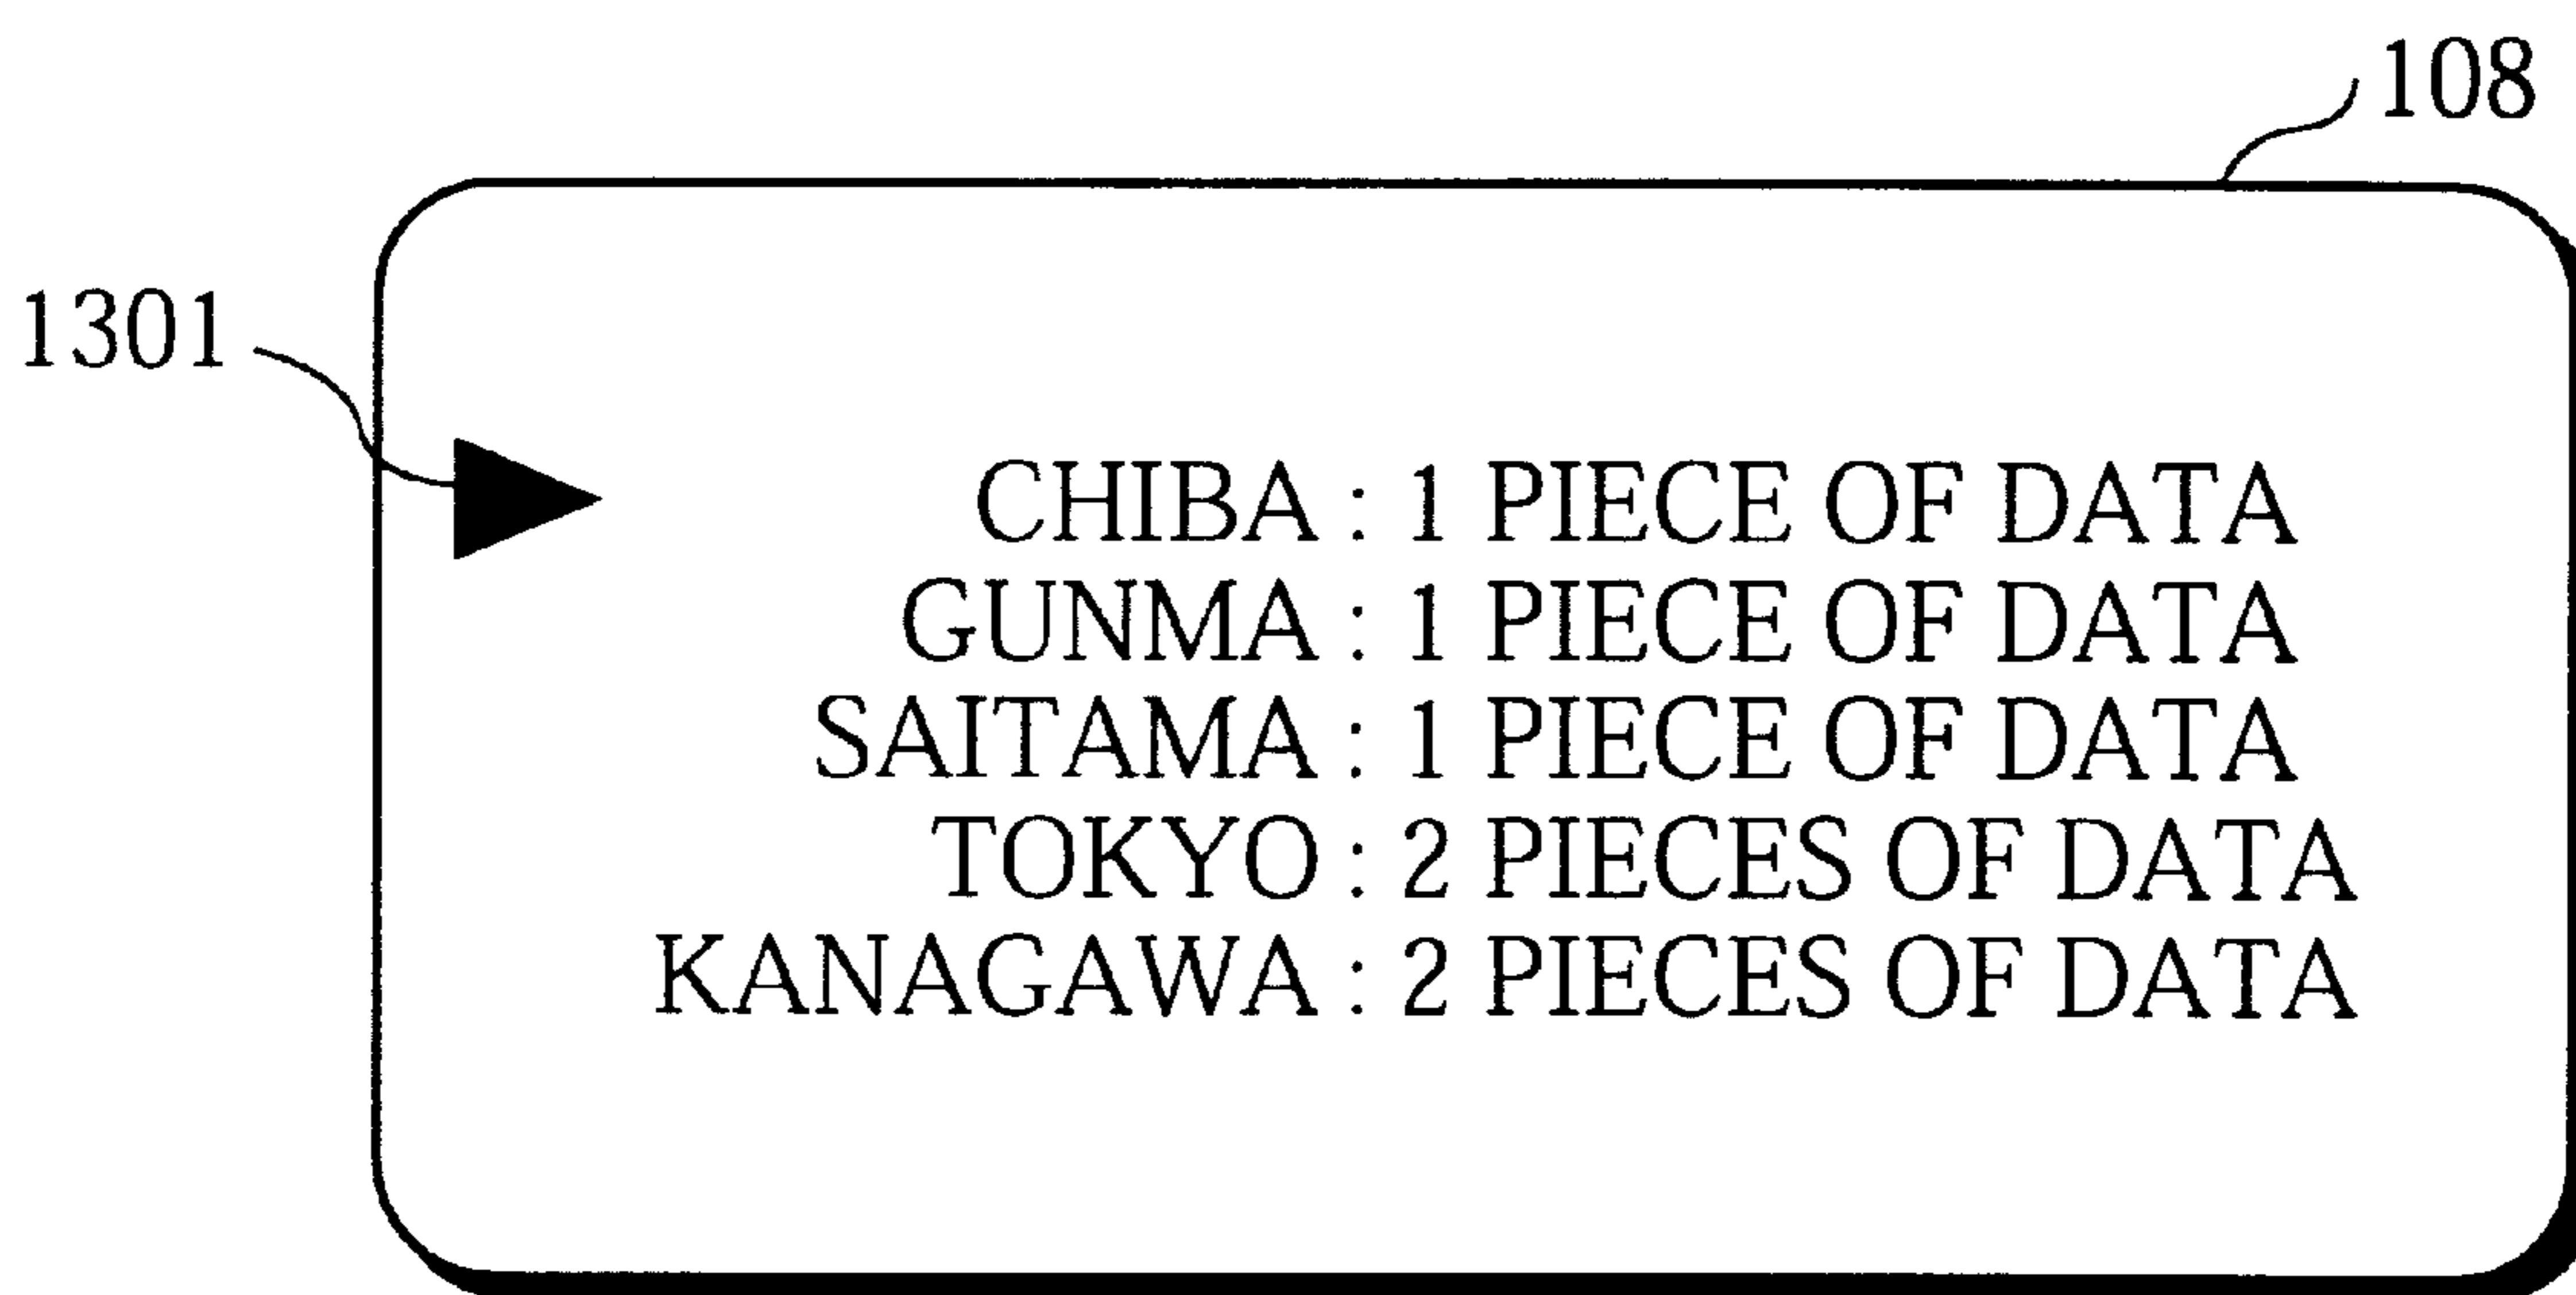 108
1301
CHIBA : 1 PIECE OF DATA
GUNMA : 1 PIECE OF DATA
SAITAMA : 1 PIECE OF DATA
TOKYO : 2 PIECES OF DATA
KANAGAWA : 2 PIECES OF DATA